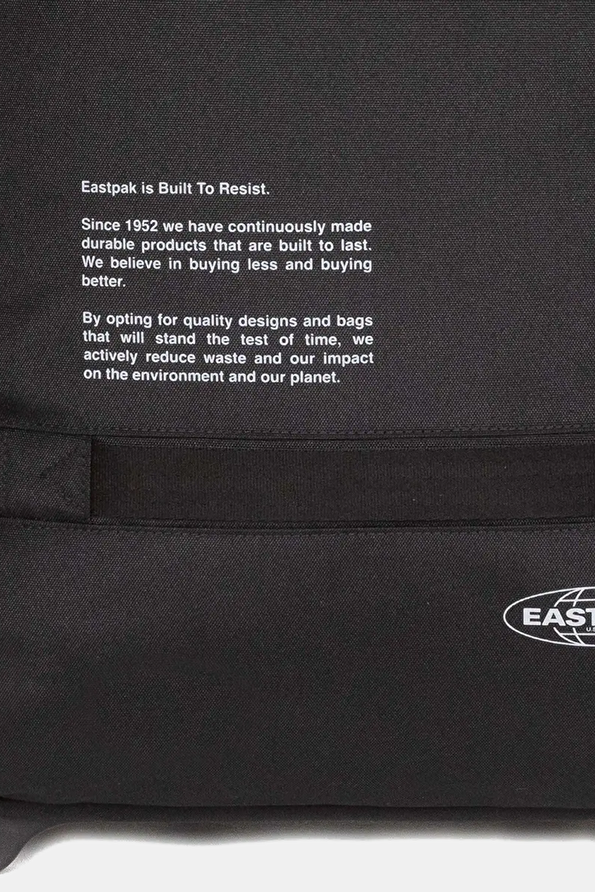 Eastpak is Built To Resist.
Since 1952 we have continuously made
durable products that are built to last.
We believe in buying less and buying
better.
By opting for quality designs and bags
that will stand the test of time, we
actively reduce waste and our impact
on the environment and our planet.
EAST
U.S